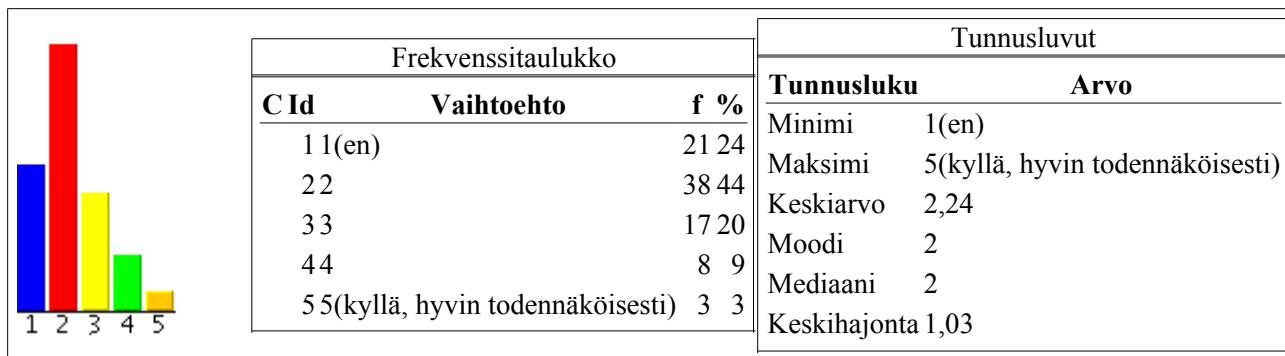 1 2 3 4 5
Frekvenssitaulukko
C Id Vaihtoehto f %
1 1(en) 21 24
2 2 38 44
3 3 17 20
4 4 8 9
5 5(kyllä, hyvin todennäköisesti) 3 3
Tunnusluvut
Tunnusluku Arvo
Minimi 1(en)
Maksimi 5(kyllä, hyvin todennäköisesti)
Keskiarvo 2,24
Moodi 2
Mediaani 2
Keskihajonta 1,03